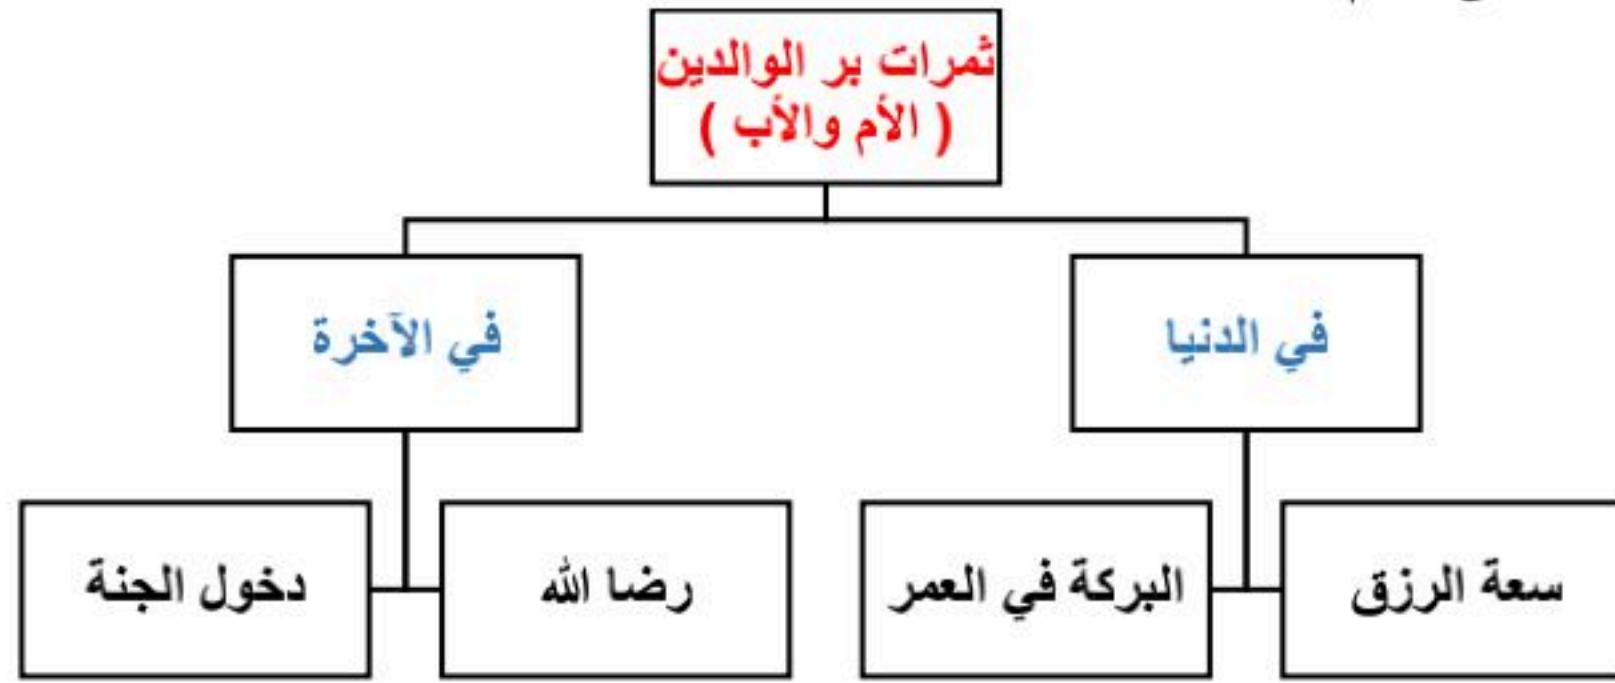 ثمرات بر الوالدين
( الأم والأب )
في الدنيا
في الآخرة
سعة الرزق
البركة في العمر
رضا الله
دخول الجنة